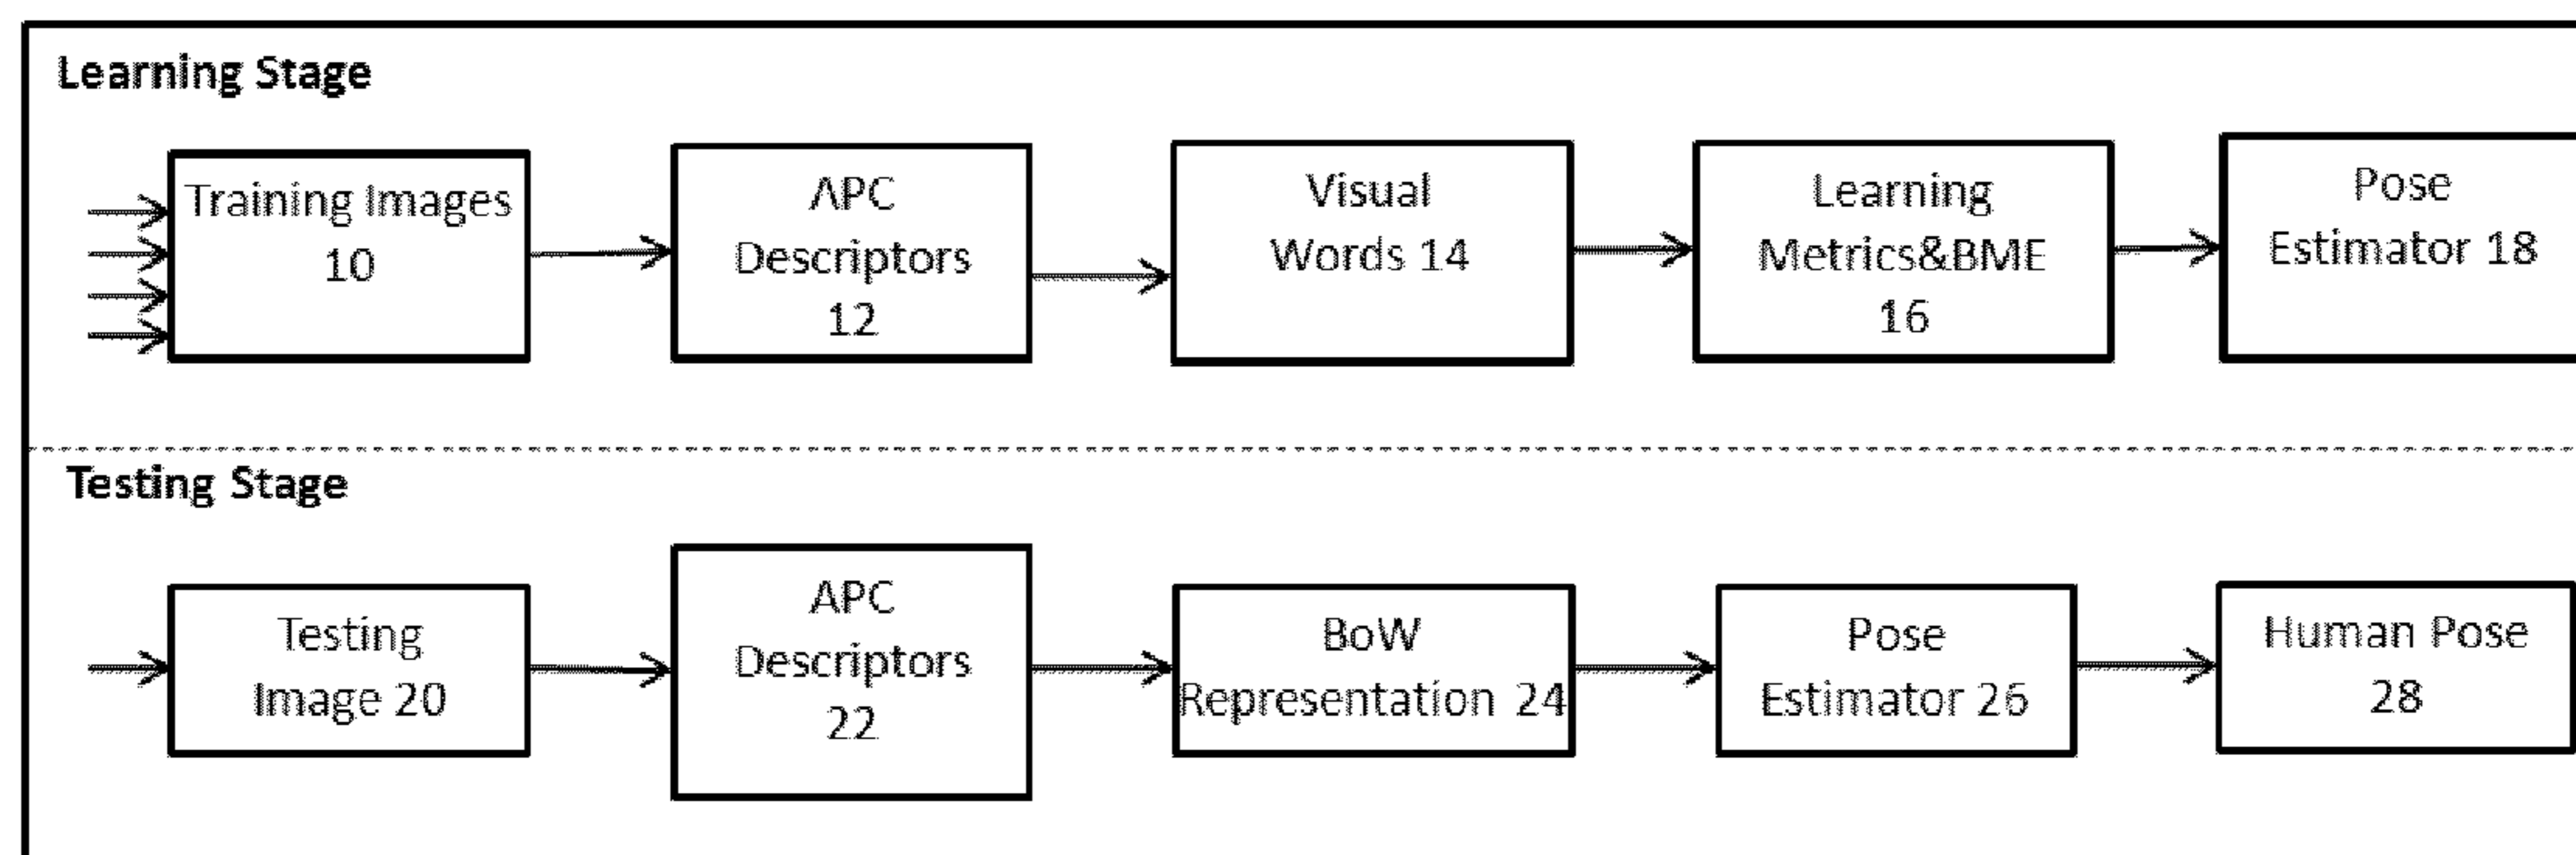 Learning Stage
Training Images
10
APC
Descriptors
12
Visual
Words 14
Learning
Metrics&BME
16
Pose
Estimator 18
Testing Stage
Testing
Image 20
APC
Descriptors
22
BoW
Representation 24
Pose
Estimator 26
Human Pose
28